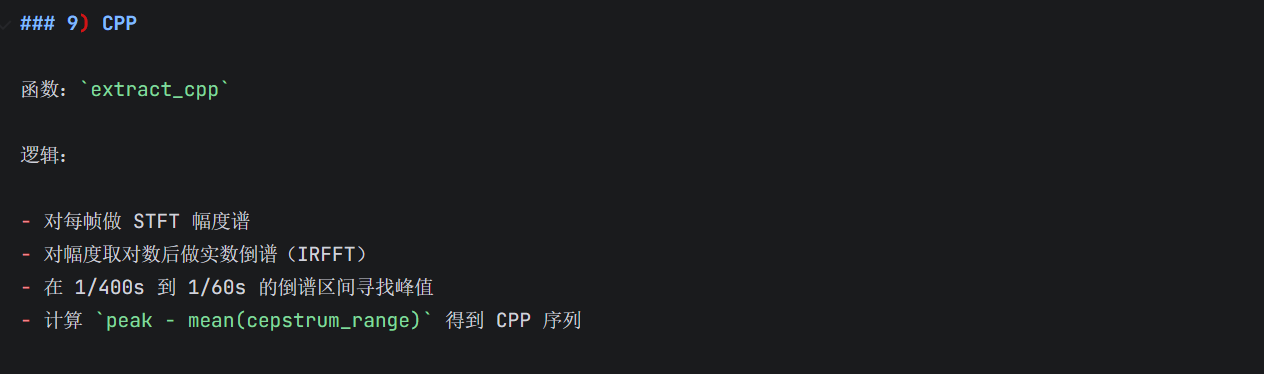 ### 9) CPP
函数：`extract_cpp`
逻辑：
- 对每帧做 STFT 幅度谱
- 对幅度取对数后做实数倒谱（IRFFT）
- 在 1/400s 到 1/60s 的倒谱区间寻找峰值
- 计算 `peak - mean(cepstrum_range)` 得到 CPP 序列